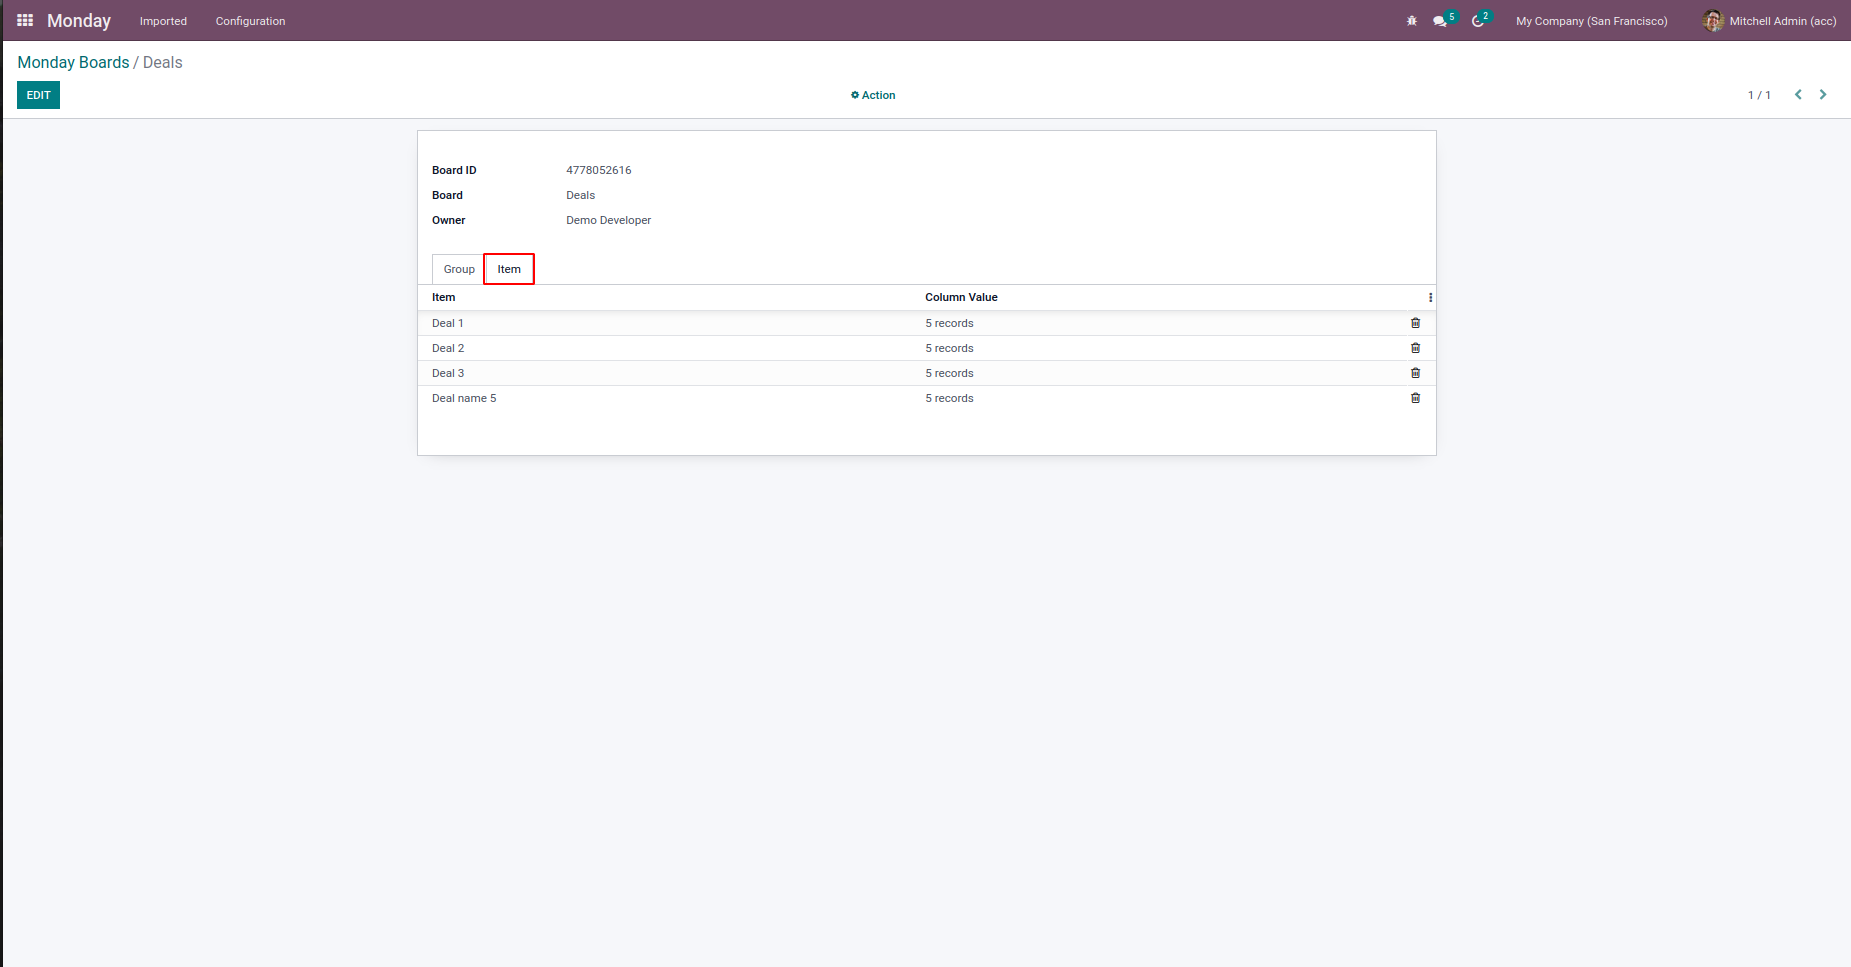 Monday Imported Configuration 5 2 My Company (San Francisco) Mitchell Admin (acc)
Monday Boards / Deals
EDIT Action 1 / 1
Board ID 4778052616
Board Deals
Owner Demo Developer
Group Item
Item Column Value
Deal 1 5 records
Deal 2 5 records
Deal 3 5 records
Deal name 5 5 records